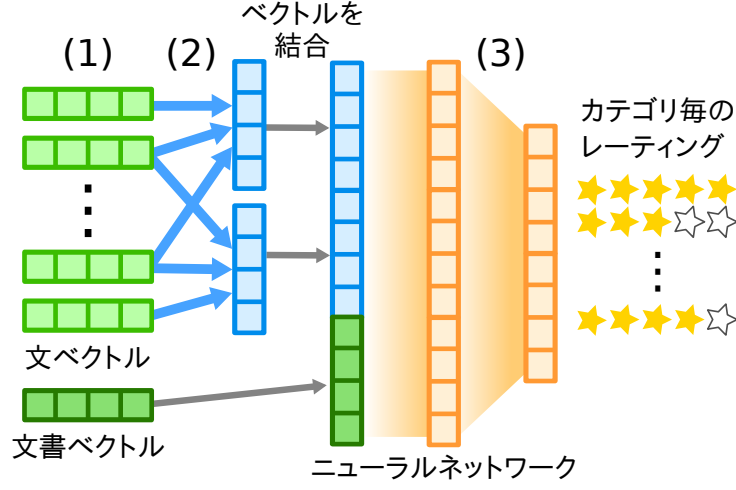 (1)
(2)
ベクトルを
結合
(3)
カテゴリ毎の
レーティング
文ベクトル
文書ベクトル
ニューラルネットワーク